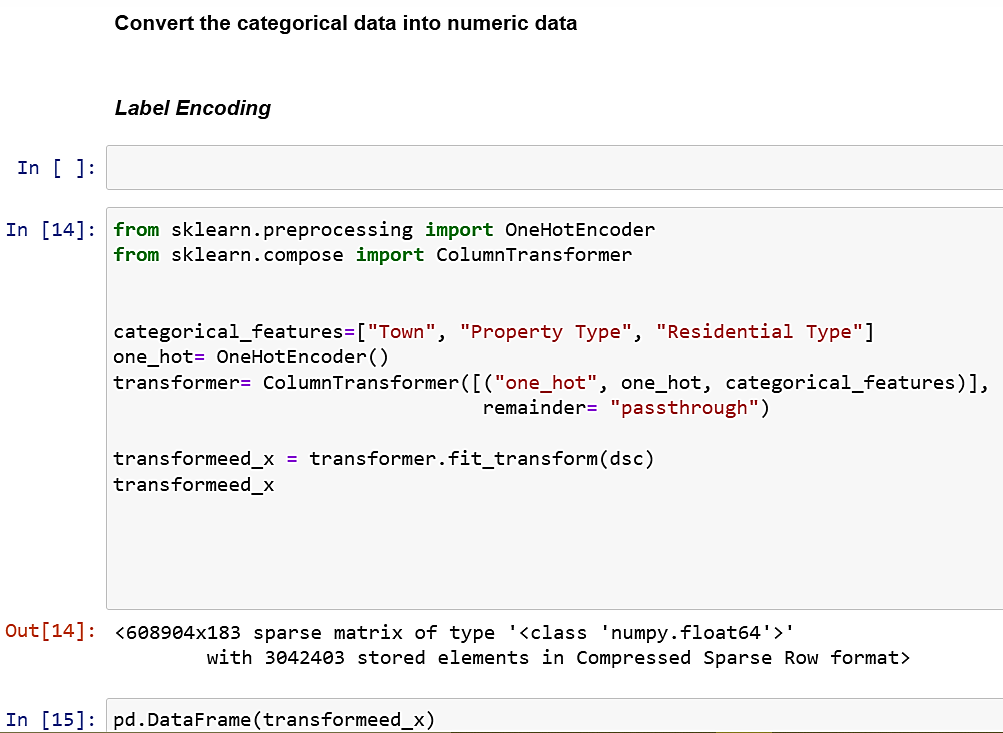 Convert the categorical data into numeric data
Label Encoding
In [ ]:
In [14]:
from sklearn.preprocessing import OneHotEncoder
from sklearn.compose import ColumnTransformer
categorical_features=["Town", "Property Type", "Residential Type"]
one_hot= OneHotEncoder()
transformer= ColumnTransformer([("one_hot", one_hot, categorical_features)],
remainder= "passthrough")
transformeed_x = transformer.fit_transform(dsc)
transformeed_x
Out[14]:
<608904x183 sparse matrix of type '<class 'numpy.float64'>'
with 3042403 stored elements in Compressed Sparse Row format>
In [15]:
pd.DataFrame(transformeed_x)